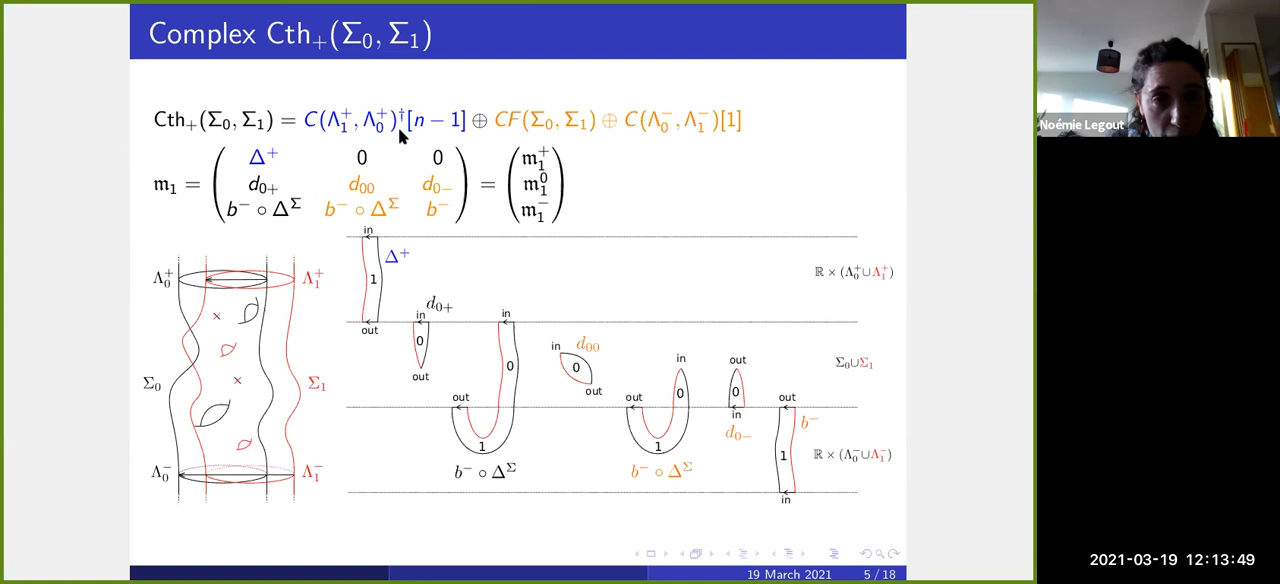 Complex Cth₊(Σ₀, Σ₁)
Cth₊(Σ₀, Σ₁) = C(Λ₁⁺, Λ₀⁺)†[n − 1] ⊕ CF(Σ₀, Σ₁) ⊕ C(Λ₀⁻, Λ₁⁻)[1]
Δ⁺ 0 0 𝔪₁⁺
𝔪₁ = ( d₀₊ d₀₀ d₀₋ ) = ( 𝔪₁⁰ )
b⁻ ∘ Δ^Σ b⁻ ∘ Δ^Σ b⁻ 𝔪₁⁻
in
Δ⁺
1
out
Λ₀⁺ Λ₁⁺
ℝ × (Λ₀⁺∪Λ₁⁺)
d₀₊
in in
0
out
0
in d₀₀
0
out
in out
0 0
Σ₀ Σ₁
Σ₀∪Σ₁
out out in out
1 1
d₀₋
b⁻
1
b⁻ ∘ Δ^Σ b⁻ ∘ Δ^Σ
ℝ × (Λ₀⁻∪Λ₁⁻)
Λ₀⁻ Λ₁⁻
in
19 March 2021 5 / 18
Noémie Legout
2021-03-19 12:13:49